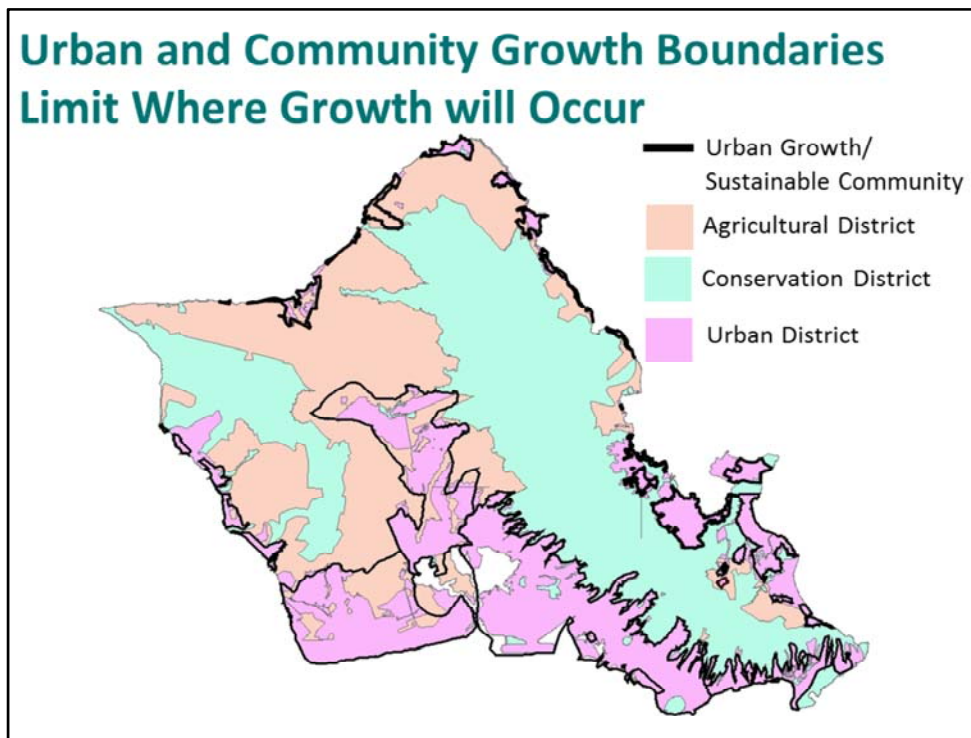 Urban and Community Growth Boundaries
Limit Where Growth will Occur
Urban Growth/
Sustainable Community
Agricultural District
Conservation District
Urban District